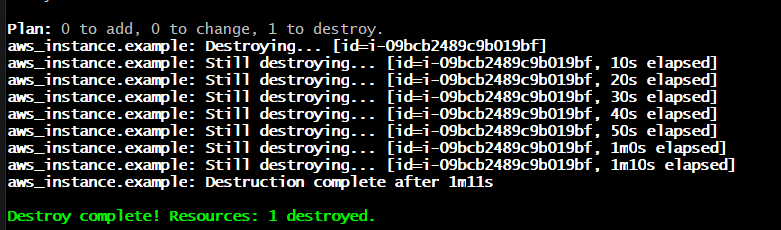 Plan: 0 to add, 0 to change, 1 to destroy.
aws_instance.example: Destroying... [id=i-09bcb2489c9b019bf]
aws_instance.example: Still destroying... [id=i-09bcb2489c9b019bf, 10s elapsed]
aws_instance.example: Still destroying... [id=i-09bcb2489c9b019bf, 20s elapsed]
aws_instance.example: Still destroying... [id=i-09bcb2489c9b019bf, 30s elapsed]
aws_instance.example: Still destroying... [id=i-09bcb2489c9b019bf, 40s elapsed]
aws_instance.example: Still destroying... [id=i-09bcb2489c9b019bf, 50s elapsed]
aws_instance.example: Still destroying... [id=i-09bcb2489c9b019bf, 1m0s elapsed]
aws_instance.example: Still destroying... [id=i-09bcb2489c9b019bf, 1m10s elapsed]
aws_instance.example: Destruction complete after 1m11s
Destroy complete! Resources: 1 destroyed.